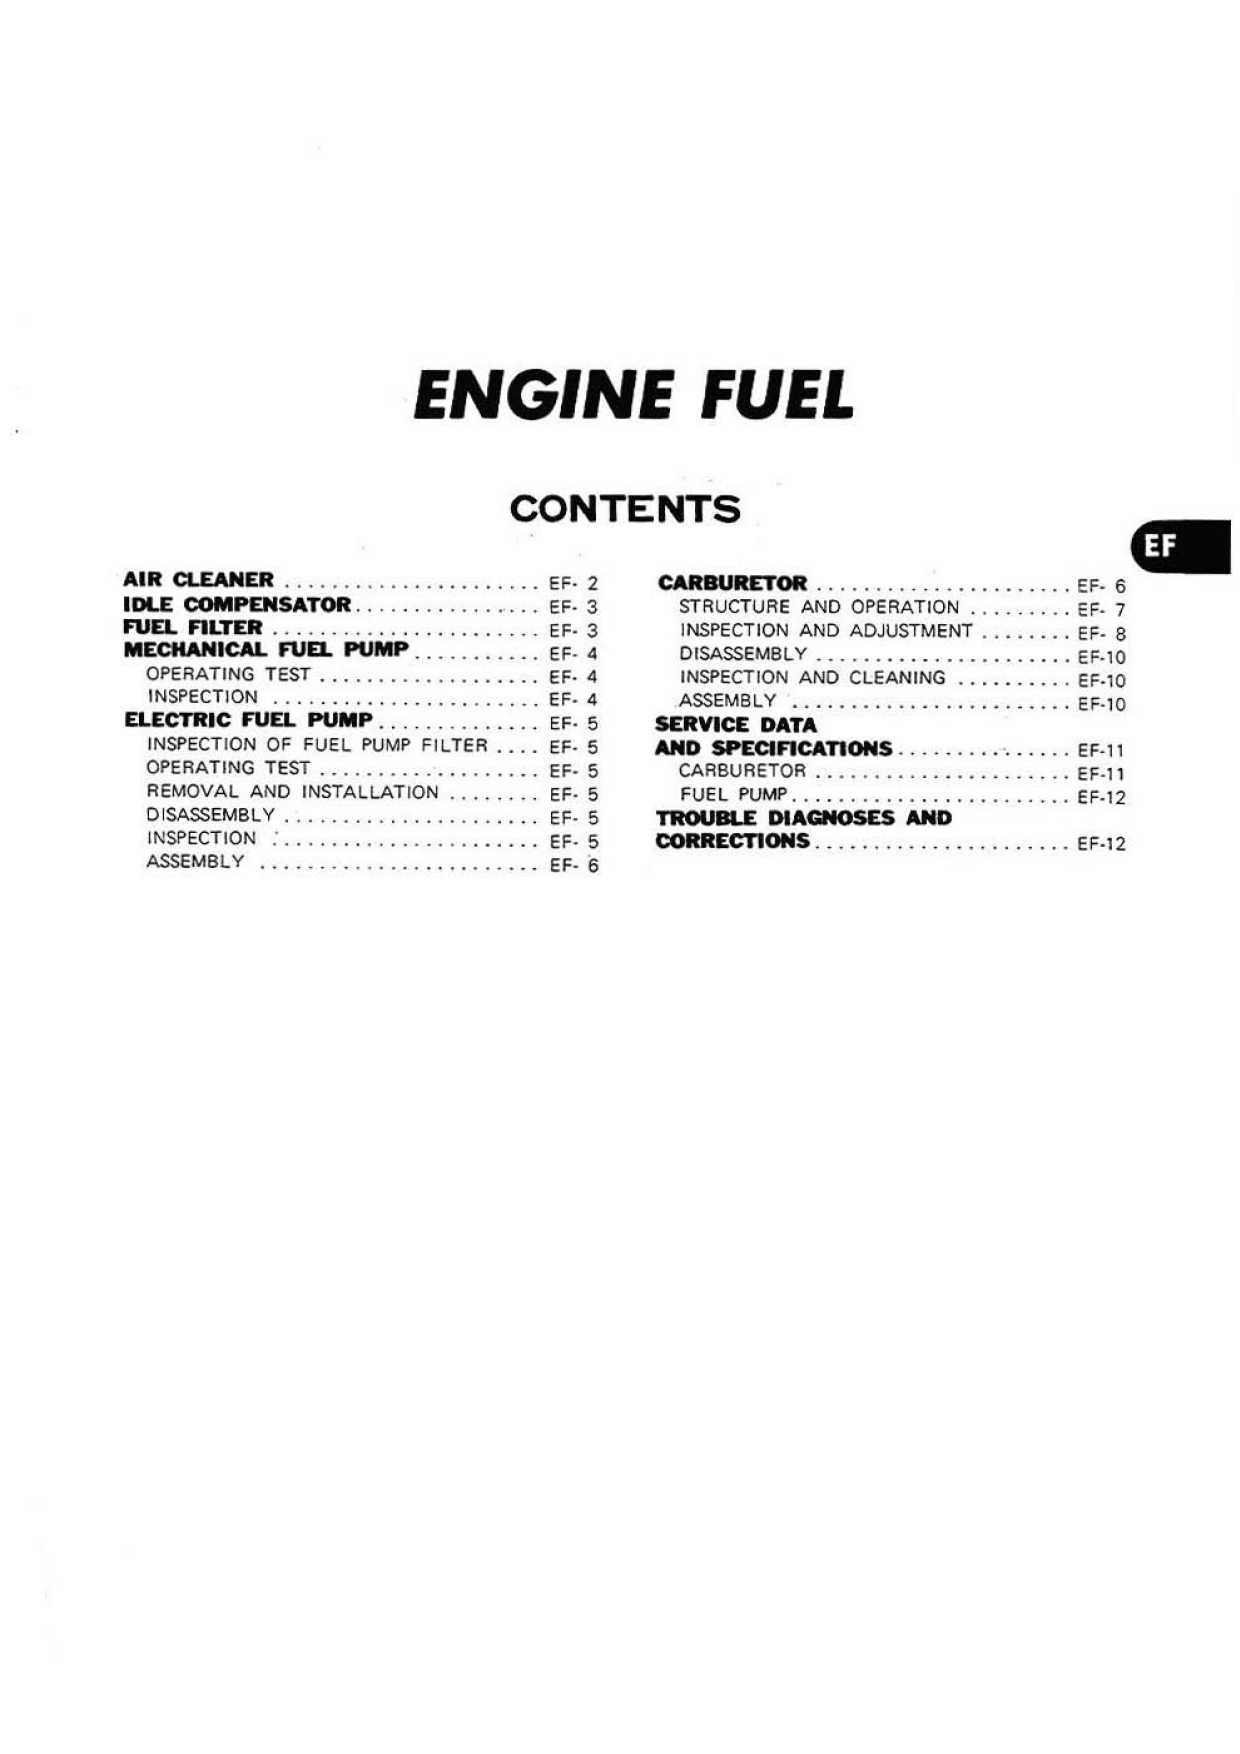 ENGINE FUEL
CONTENTS
EF
AIR CLEANER ...................... EF- 2
IDLE COMPENSATOR................ EF- 3
FUEL FILTER ....................... EF- 3
MECHANICAL FUEL PUMP ........... EF- 4
OPERATING TEST ................... EF- 4
INSPECTION ....................... EF- 4
ELECTRIC FUEL PUMP.............. EF- 5
INSPECTION OF FUEL PUMP FILTER .... EF- 5
OPERATING TEST ................... EF- 5
REMOVAL AND INSTALLATION ........ EF- 5
DISASSEMBLY ...................... EF- 5
INSPECTION ....................... EF- 5
ASSEMBLY ........................ EF- 6
CARBURETOR ...................... EF- 6
STRUCTURE AND OPERATION ......... EF- 7
INSPECTION AND ADJUSTMENT ........ EF- 8
DISASSEMBLY ...................... EF-10
INSPECTION AND CLEANING .......... EF-10
ASSEMBLY ........................ EF-10
SERVICE DATA
AND SPECIFICATIONS............... EF-11
CARBURETOR ...................... EF-11
FUEL PUMP........................ EF-12
TROUBLE DIAGNOSES AND
CORRECTIONS...................... EF-12